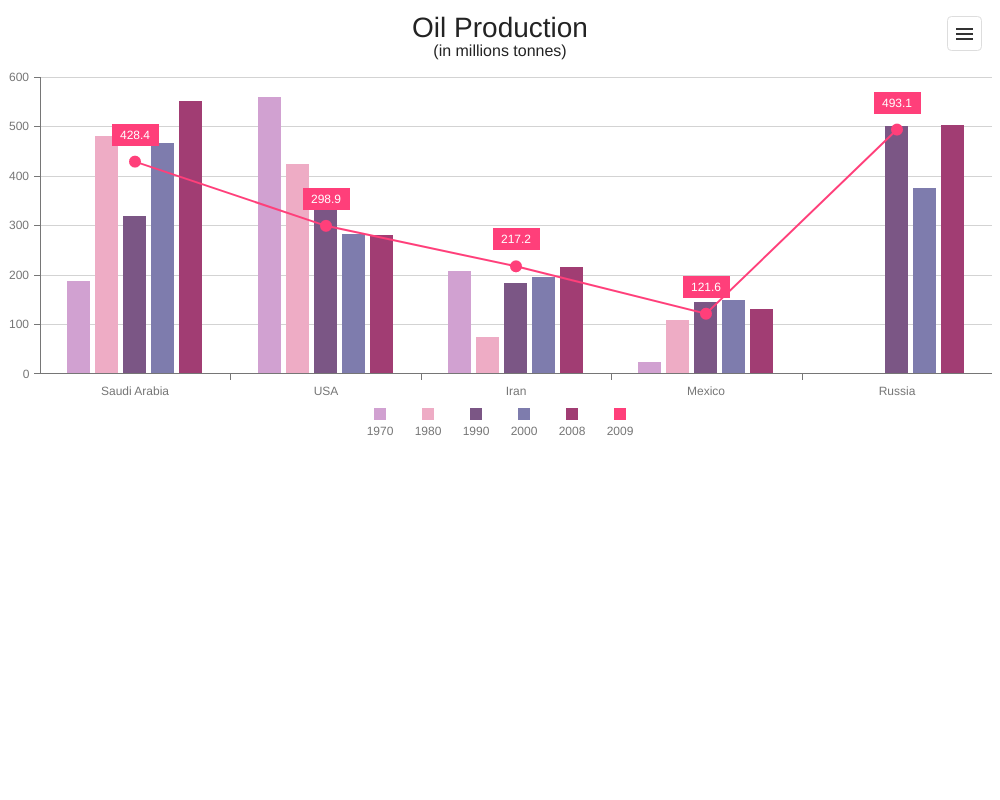 Oil Production
(in millions tonnes)
600
500
400
300
200
100
0
428.4
298.9
217.2
121.6
493.1
Saudi Arabia
USA
Iran
Mexico
Russia
1970
1980
1990
2000
2008
2009